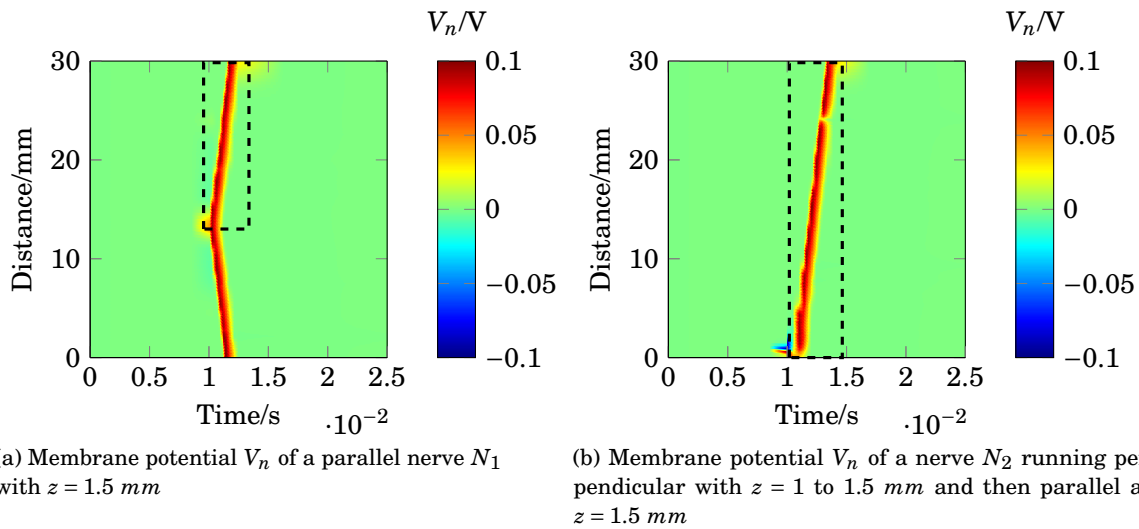 V_n/V
V_n/V
30
20
10
0
Distance/mm
0 0.5 1 1.5 2 2.5
Time/s
·10⁻²
0.1
0.05
0
−0.05
−0.1
30
20
10
0
Distance/mm
0 0.5 1 1.5 2 2.5
Time/s
·10⁻²
0.1
0.05
0
−0.05
−0.1
(a) Membrane potential V_n of a parallel nerve N_1
with z = 1.5 mm
(b) Membrane potential V_n of a nerve N_2 running per
pendicular with z = 1 to 1.5 mm and then parallel a
z = 1.5 mm